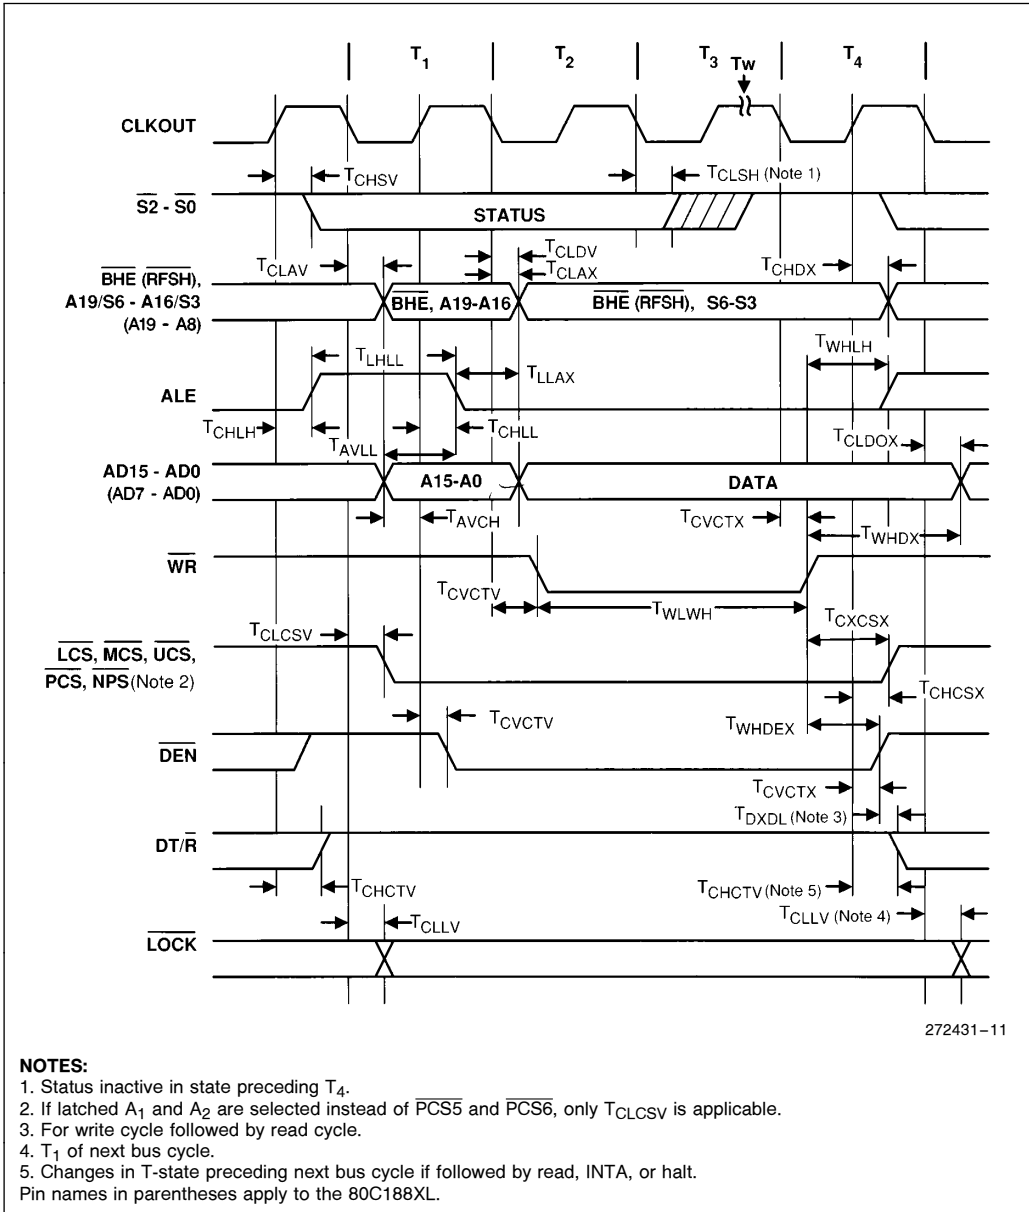 T1 T2 T3 Tw T4
CLKOUT
TCHSV TCLSH (Note 1)
S2 - S0 STATUS
TCLDV
TCLAV TCLAX TCHDX
BHE (RFSH),
A19/S6 - A16/S3
(A19 - A8)
BHE, A19-A16 BHE (RFSH), S6-S3
TLHLL TWHLH
TLLAX
ALE
TCHLH TCHLL
TAVLL TCLDOX
AD15 - AD0
(AD7 - AD0)
A15-A0 DATA
TAVCH TCVCTX
TWHDX
WR
TCVCTV TWLWH
TCLCSV TCXCSX
LCS, MCS, UCS,
PCS, NPS (Note 2)
TCHCSX
TCVCTV TWHDEX
DEN
TCVCTX
TDXDL (Note 3)
DT/R
TCHCTV TCHCTV (Note 5)
TCLLV TCLLV (Note 4)
LOCK
272431-11
NOTES:
1. Status inactive in state preceding T4.
2. If latched A1 and A2 are selected instead of PCS5 and PCS6, only TCLCSV is applicable.
3. For write cycle followed by read cycle.
4. T1 of next bus cycle.
5. Changes in T-state preceding next bus cycle if followed by read, INTA, or halt.
Pin names in parentheses apply to the 80C188XL.